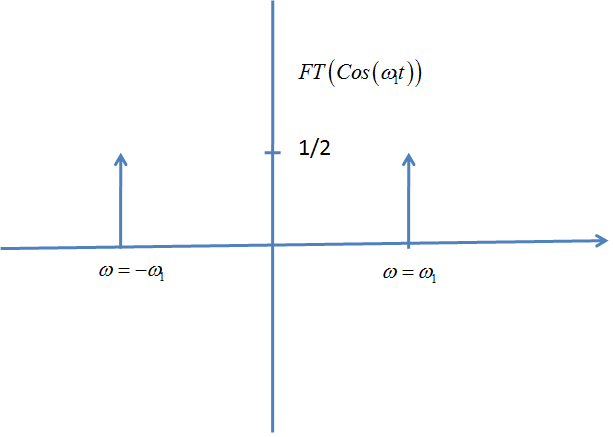 FT(Cos(ω₁t))
1/2
ω = −ω₁
ω = ω₁